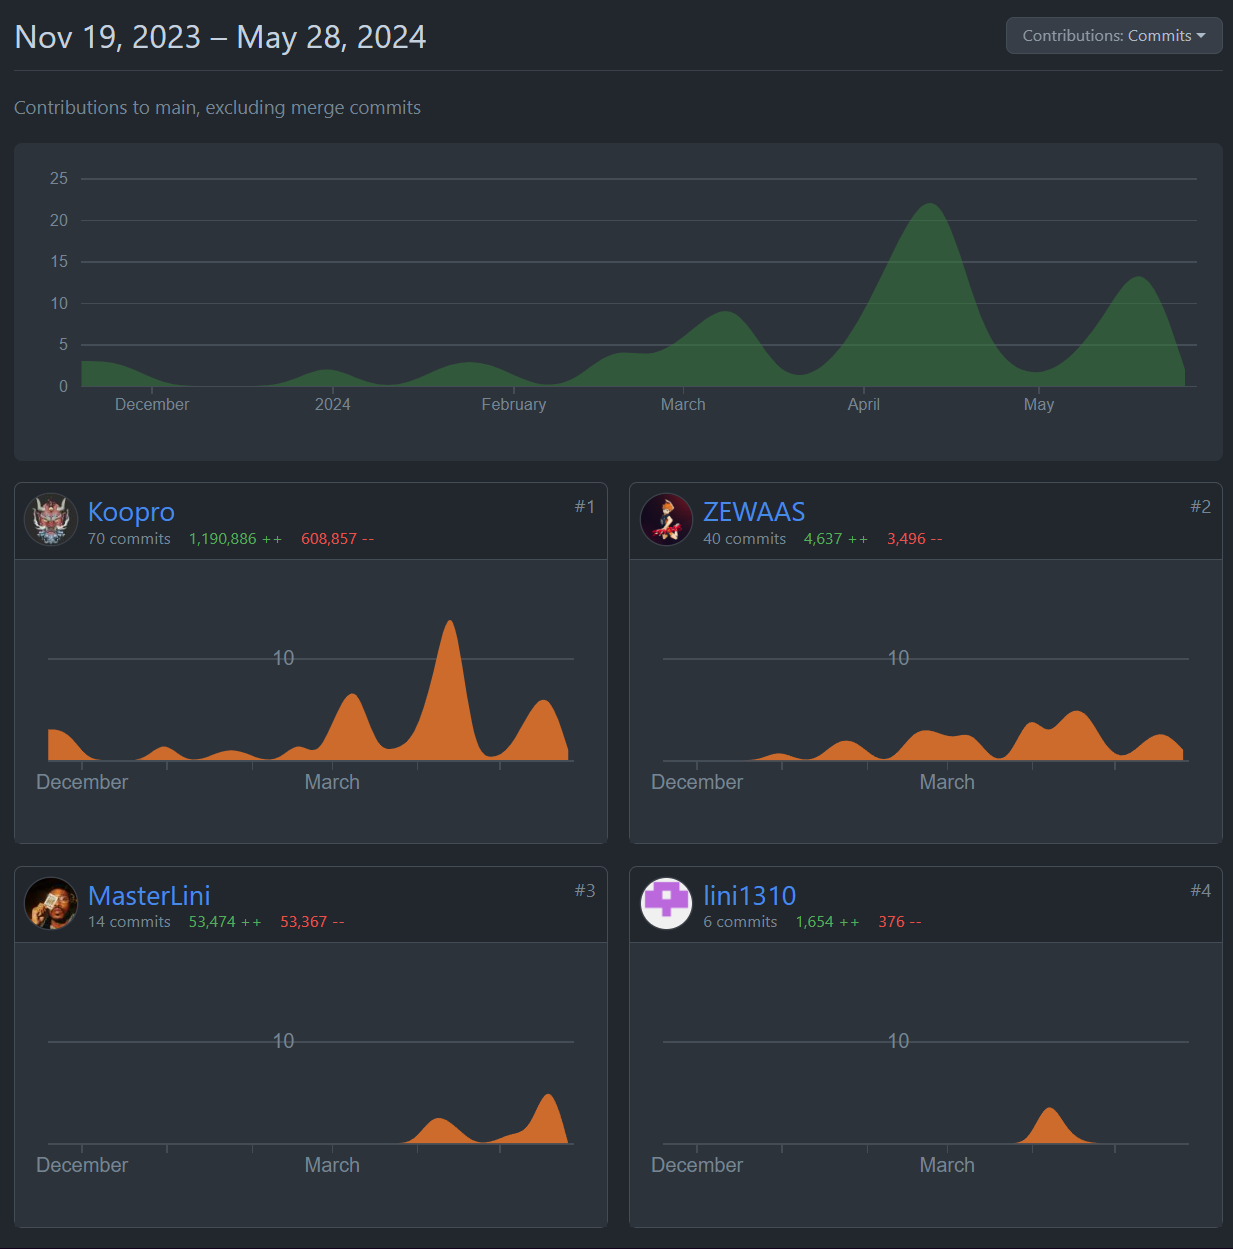 Nov 19, 2023 – May 28, 2024
Contributions: Commits
Contributions to main, excluding merge commits
25
20
15
10
5
0
December 2024 February March April May
Koopro #1
70 commits 1,190,886 ++ 608,857 --
10
December March
ZEWAAS #2
40 commits 4,637 ++ 3,496 --
10
December March
MasterLini #3
14 commits 53,474 ++ 53,367 --
10
December March
lini1310 #4
6 commits 1,654 ++ 376 --
10
December March